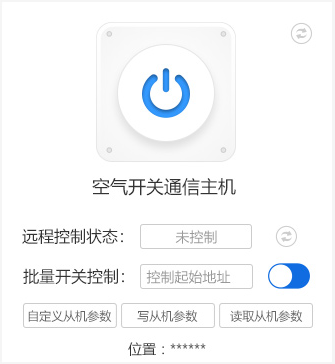 空气开关通信主机
远程控制状态： 未控制
批量开关控制： 控制起始地址
自定义从机参数 写从机参数 读取从机参数
位置：******